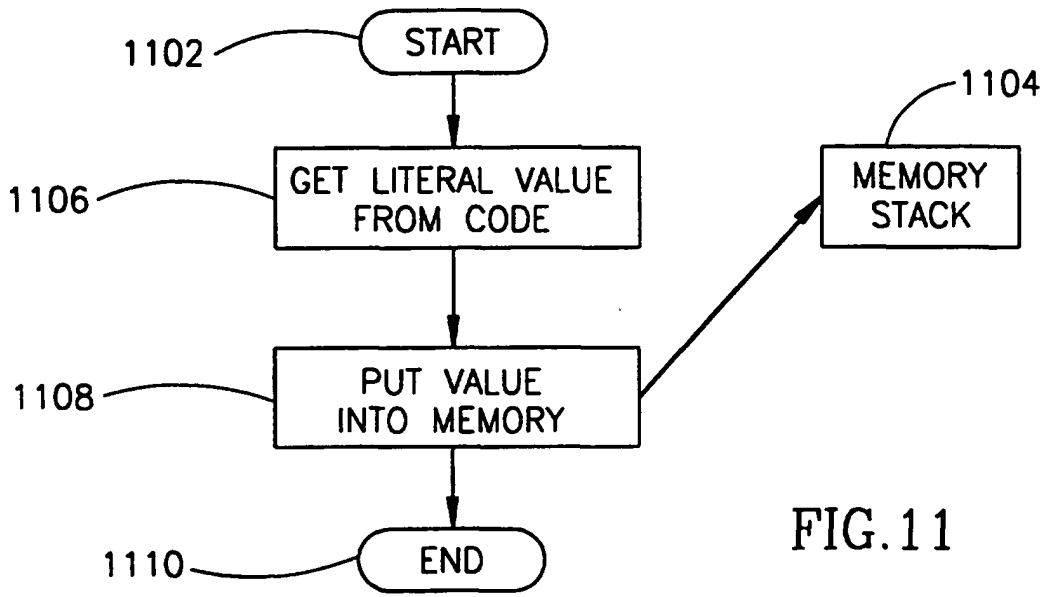 1102
START
1104
1106
GET LITERAL VALUE
FROM CODE
MEMORY
STACK
1108
PUT VALUE
INTO MEMORY
1110
END
FIG.11